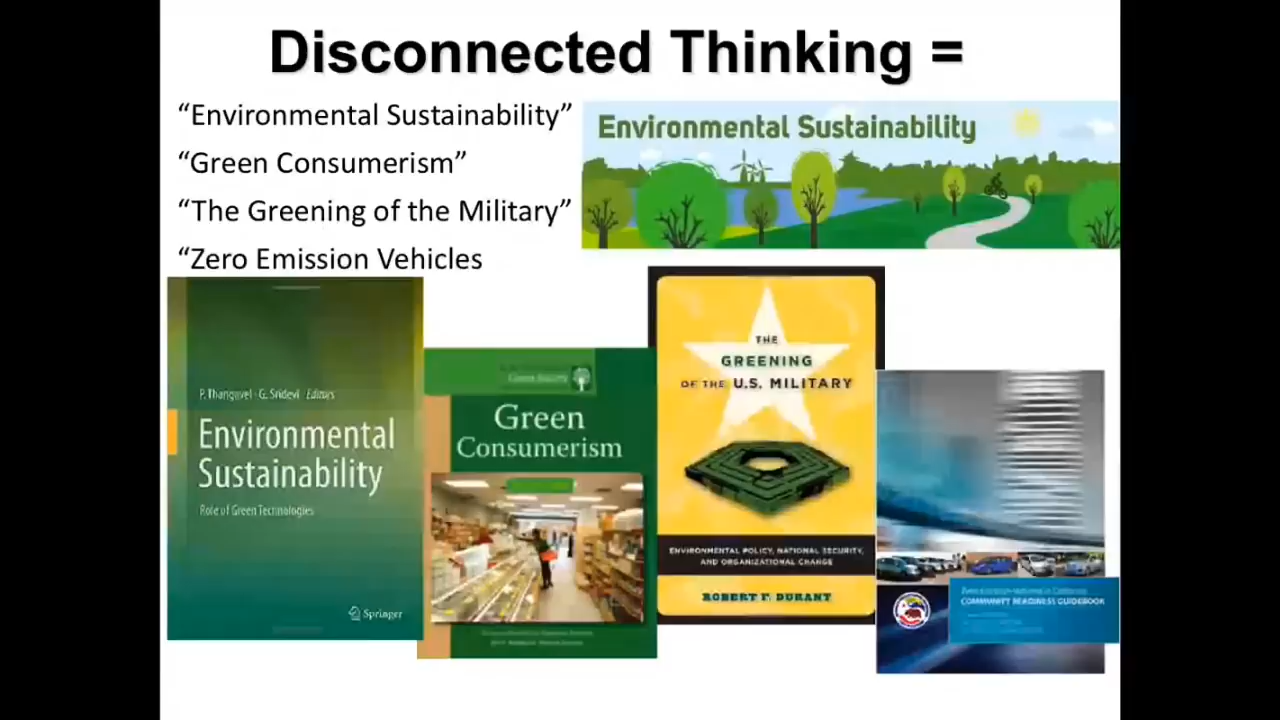 Disconnected Thinking =
“Environmental Sustainability”
“Green Consumerism”
“The Greening of the Military”
“Zero Emission Vehicles
Environmental Sustainability
P. Thangavel · G. Sridevi Editors
Environmental
Sustainability
Role of Green Technologies
Springer
Green
Consumerism
THE
GREENING
OF THE U.S. MILITARY
ENVIRONMENTAL POLICY, NATIONAL SECURITY,
AND ORGANIZATIONAL CHANGE
ROBERT F. DURANT
COMMUNITY READINESS GUIDEBOOK